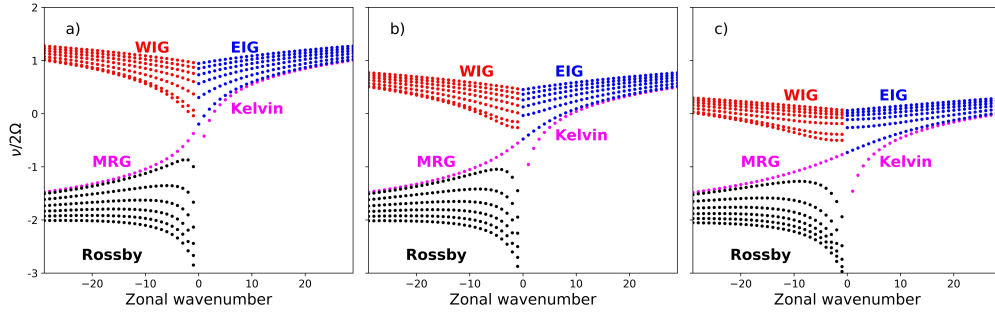 a) b) c)
WIG EIG Kelvin MRG Rossby
WIG EIG Kelvin MRG Rossby
WIG EIG Kelvin MRG Rossby
ν/2Ω
2
1
0
-1
-2
-3
−20 −10 0 10 20 −20 −10 0 10 20 −20 −10 0 10 20
Zonal wavenumber Zonal wavenumber Zonal wavenumber